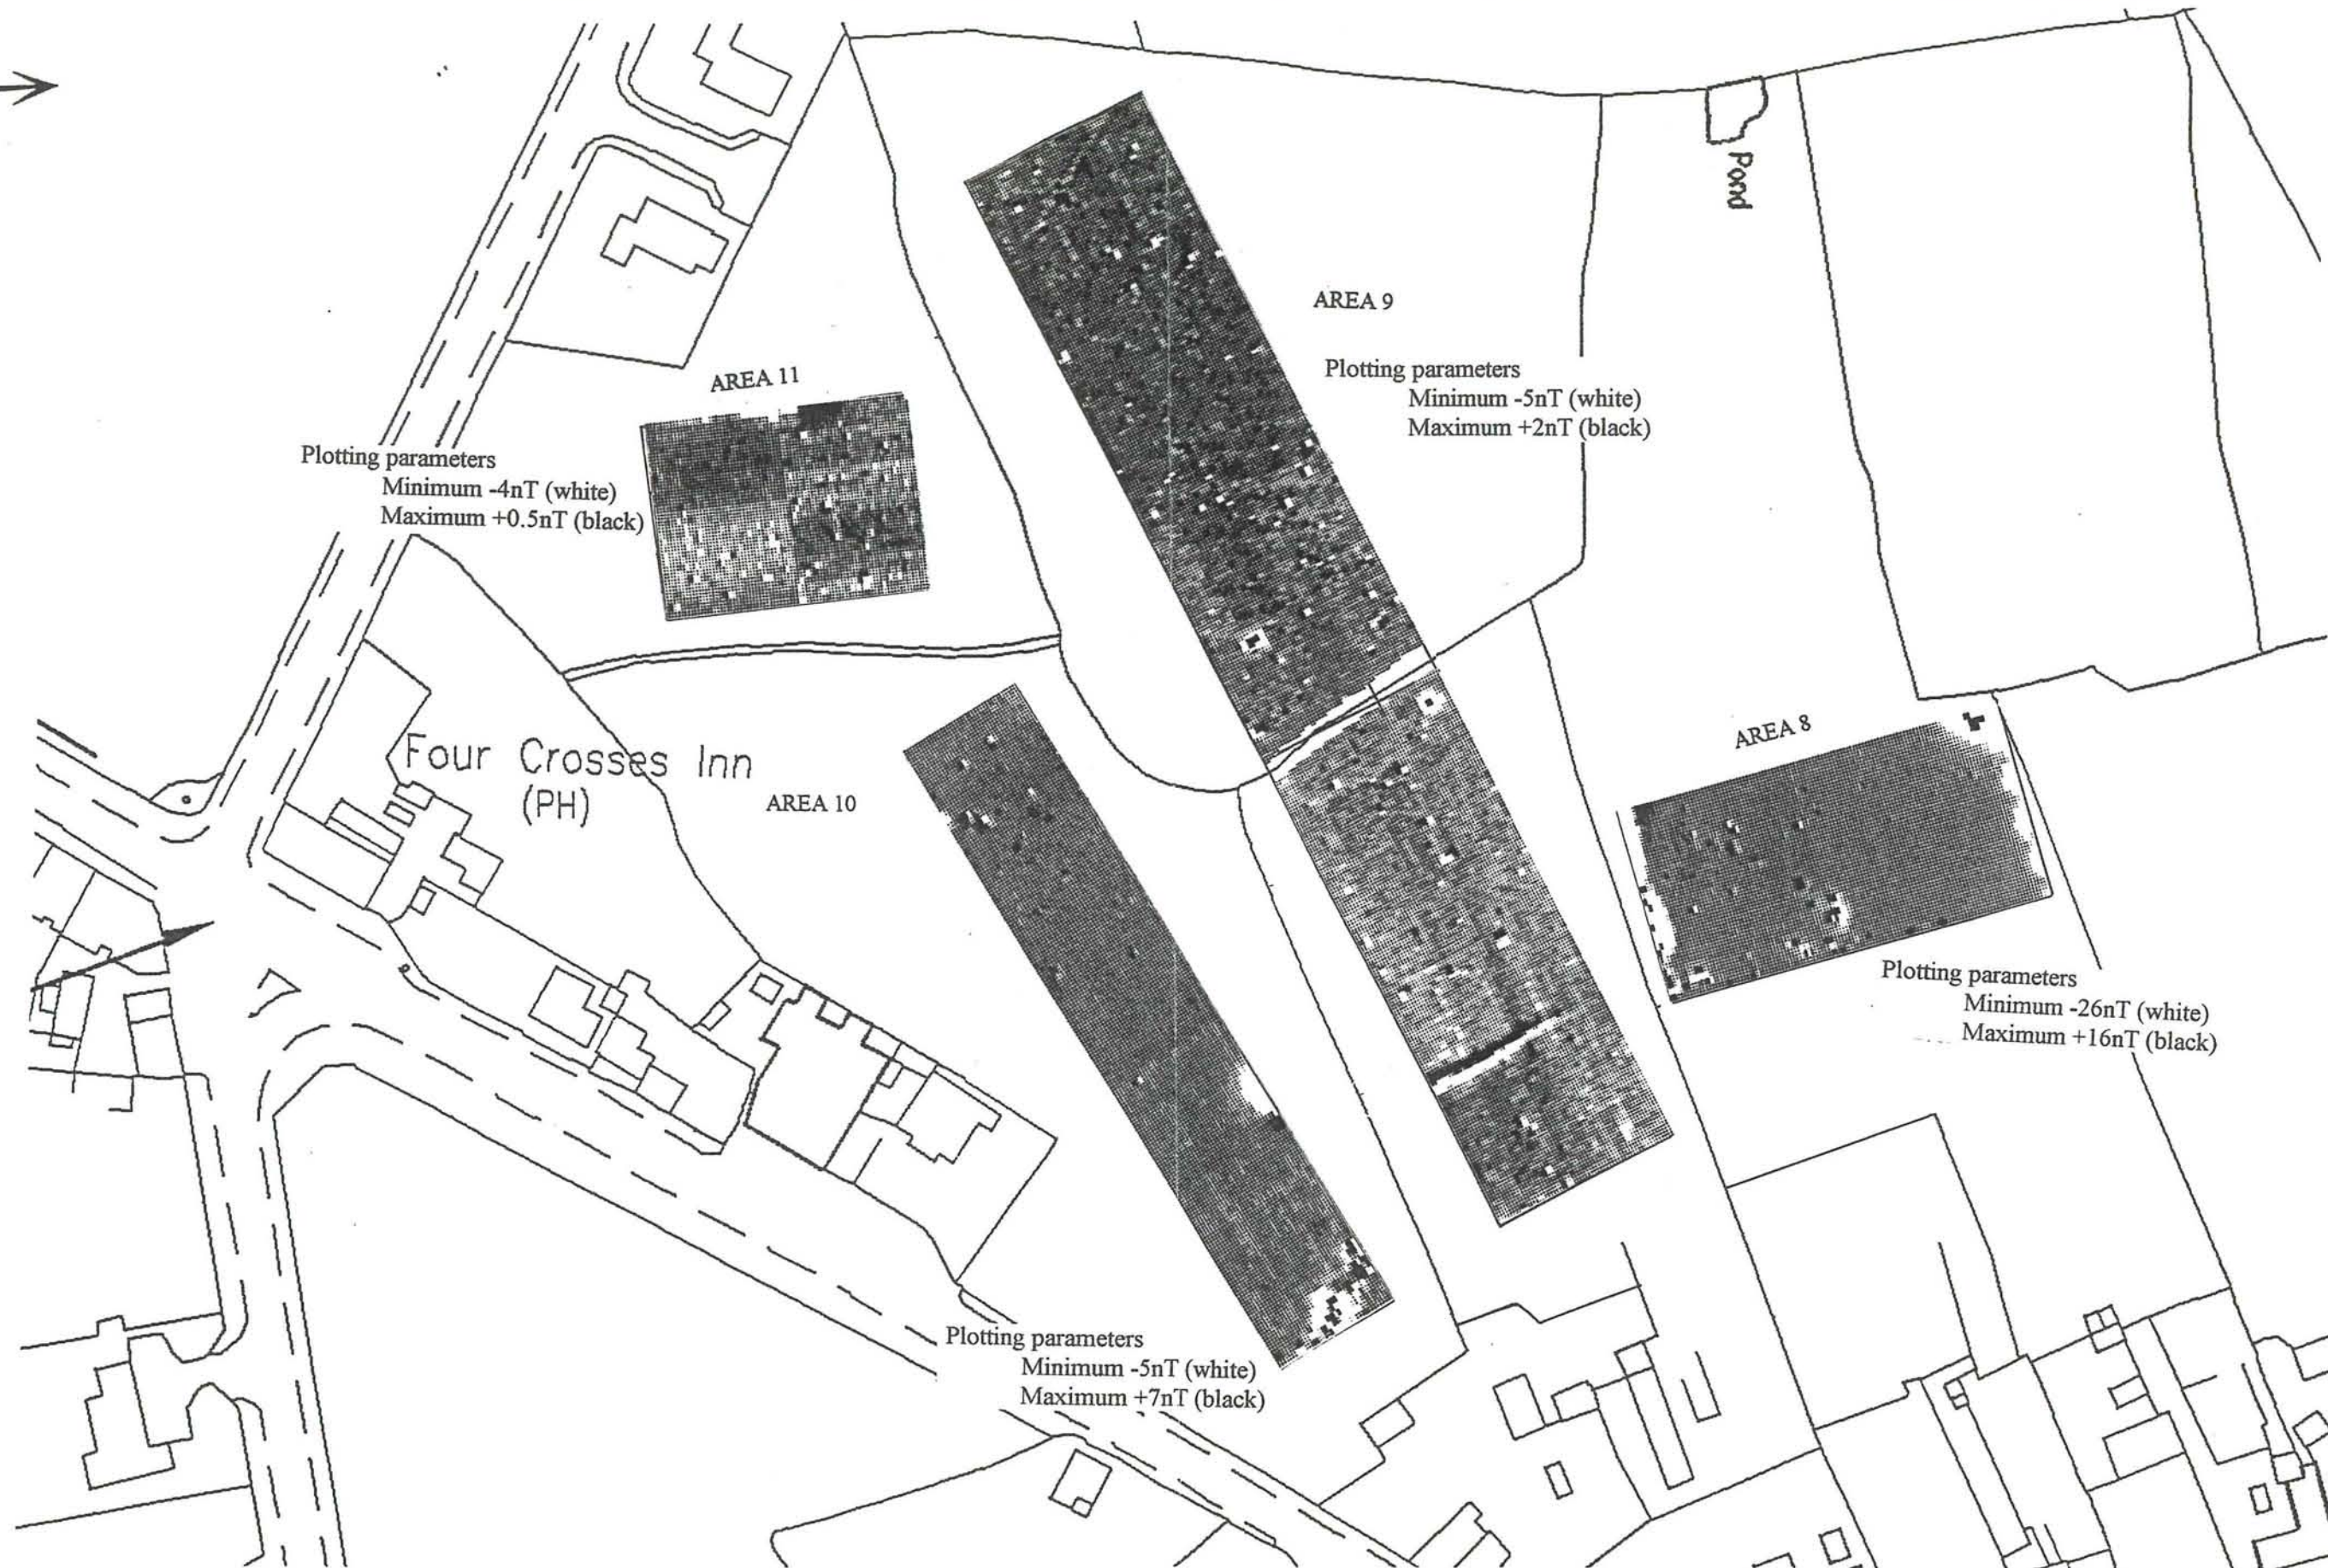 Pond
AREA 9
Plotting parameters
Minimum -5nT (white)
Maximum +2nT (black)
AREA 11
Plotting parameters
Minimum -4nT (white)
Maximum +0.5nT (black)
Four Crosses Inn
(PH)
AREA 10
AREA 8
Plotting parameters
Minimum -26nT (white)
Maximum +16nT (black)
Plotting parameters
Minimum -5nT (white)
Maximum +7nT (black)